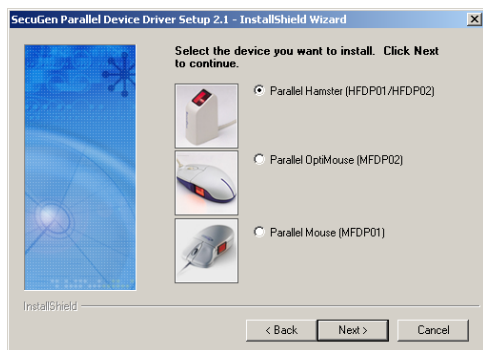 SecuGen Parallel Device Driver Setup 2.1 - InstallShield Wizard
Select the device you want to install. Click Next
to continue.
Parallel Hamster (HFDP01/HFDP02)
Parallel OptiMouse (MFDP02)
Parallel Mouse (MFDP01)
InstallShield
< Back Next > Cancel